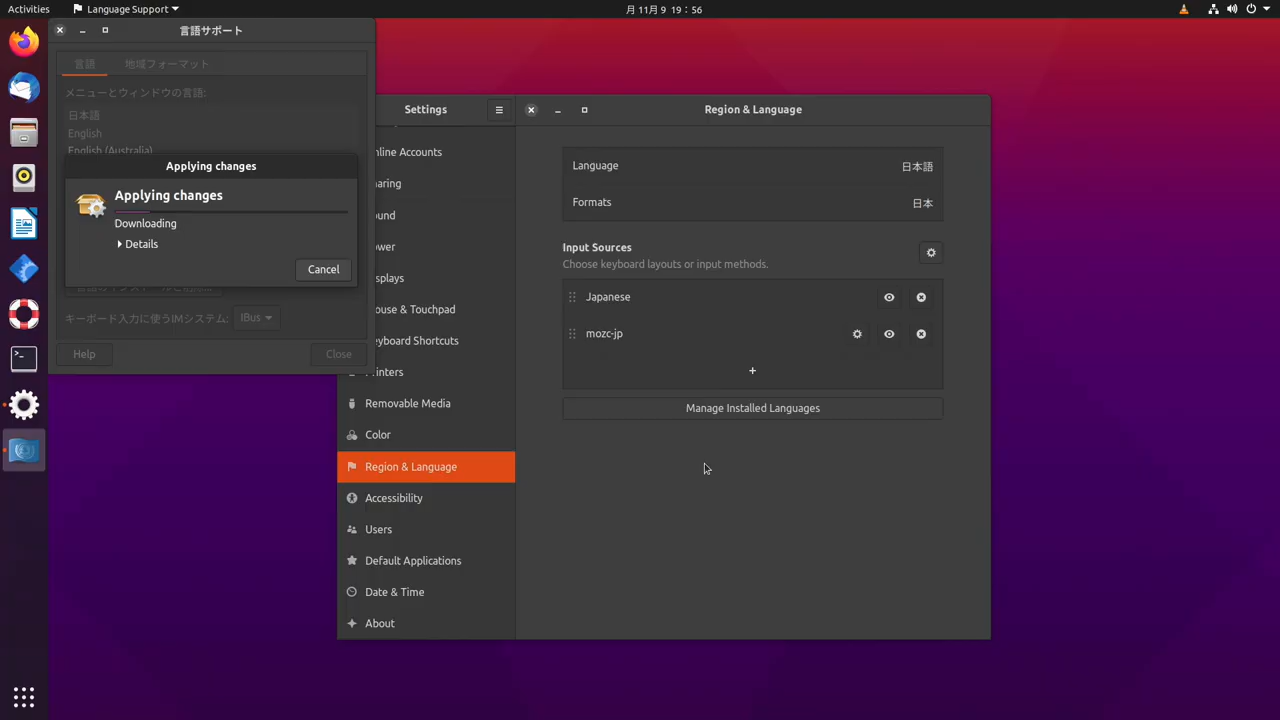 Activities
Language Support
月 11月 9 19：56
言語サポート
言語
地域フォーマット
メニューとウィンドウの言語:
日本語
English
English (Australia)
Applying changes
Applying changes
Downloading
Details
Cancel
キーボード入力に使うIMシステム:
IBus
Help
Close
Settings
nline Accounts
haring
ound
ower
isplays
ouse & Touchpad
eyboard Shortcuts
rinters
Removable Media
Color
Region & Language
Accessibility
Users
Default Applications
Date & Time
About
Region & Language
Language
日本語
Formats
日本
Input Sources
Choose keyboard layouts or input methods.
Japanese
mozc-jp
+
Manage Installed Languages